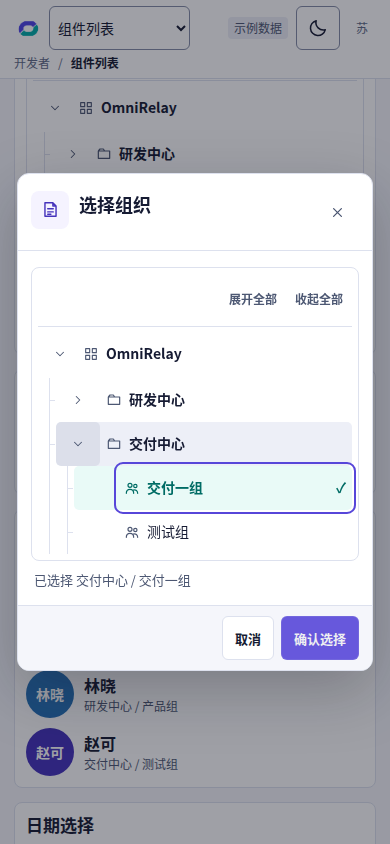 组件列表
示例数据
苏
开发者 / 组件列表
OmniRelay
研发中心
选择组织
展开全部 收起全部
OmniRelay
研发中心
交付中心
交付一组
测试组
已选择 交付中心 / 交付一组
取消 确认选择
林晓 林晓
研发中心 / 产品组
赵可 赵可
交付中心 / 测试组
日期选择